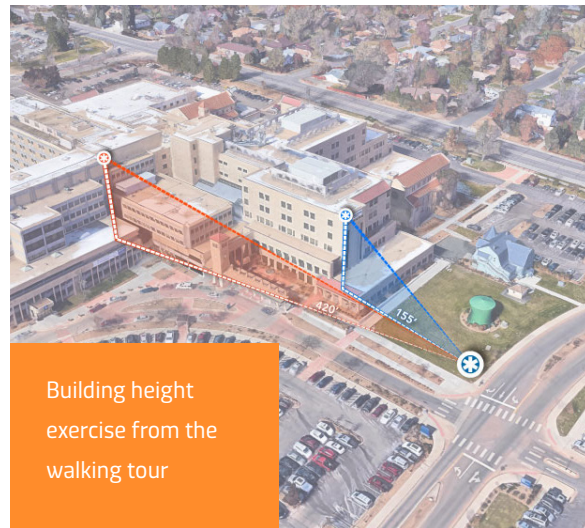 420'
155'
Building height
exercise from the
walking tour